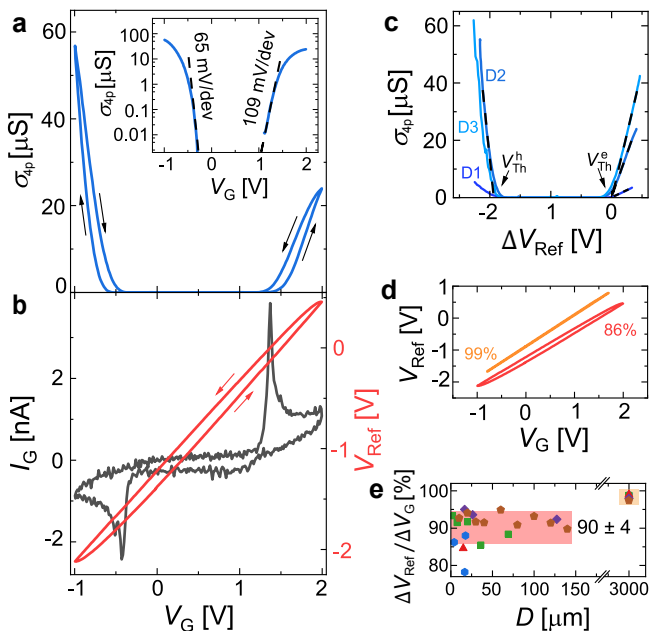 a
σ4p [μS]
60
40
20
0
σ4p [μS]
100
10
1
0.1
0.01
65 mV/dev
109 mV/dev
-1 0 1 2
VG [V]
b
IG [nA]
2
0
-2
VRef [V]
0
-1
-2
-1 0 1 2
VG [V]
c
σ4p [μS]
60
40
20
0
D2
D3
D1
VTh^h
VTh^e
-2 -1 0
ΔVRef [V]
d
VRef [V]
1
0
-1
-2
99%
86%
-1 0 1 2
VG [V]
e
ΔVRef / ΔVG [%]
100
95
90
85
80
90 ± 4
0 50 100 150 3000
D [μm]